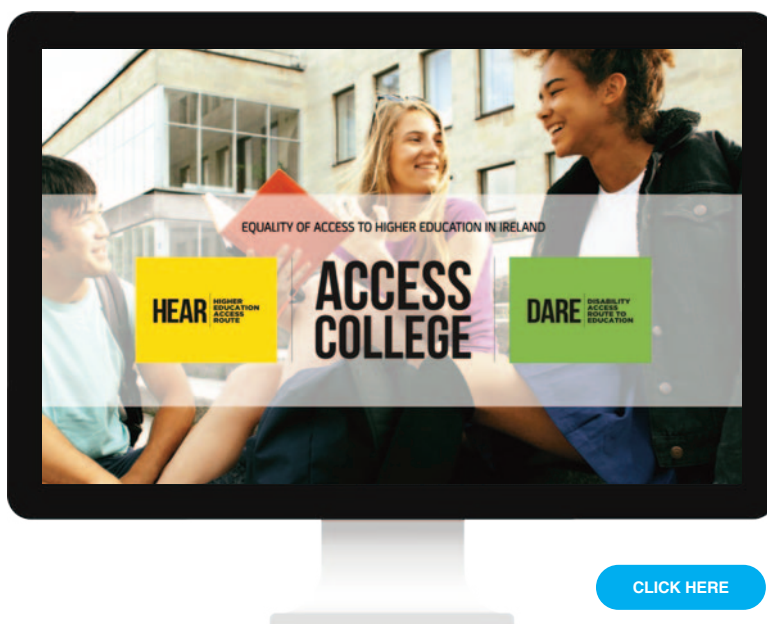 EQUALITY OF ACCESS TO HIGHER EDUCATION IN IRELAND
HEAR
HIGHER
EDUCATION
ACCESS
ROUTE
ACCESS
COLLEGE
DARE
DISABILITY
ACCESS
ROUTE TO
EDUCATION
CLICK HERE